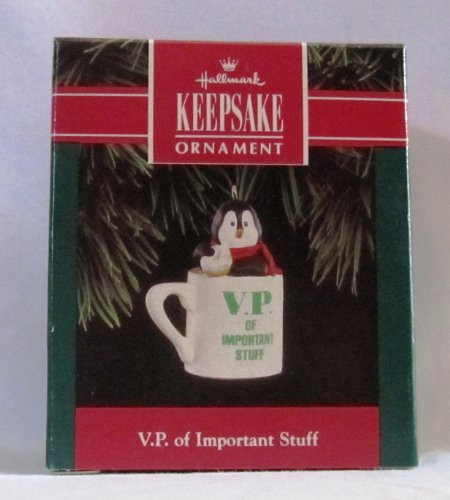 Hallmark
KEEPSAKE
ORNAMENT
V.P.
OF
IMPORTANT
STUFF
V.P. of Important Stuff